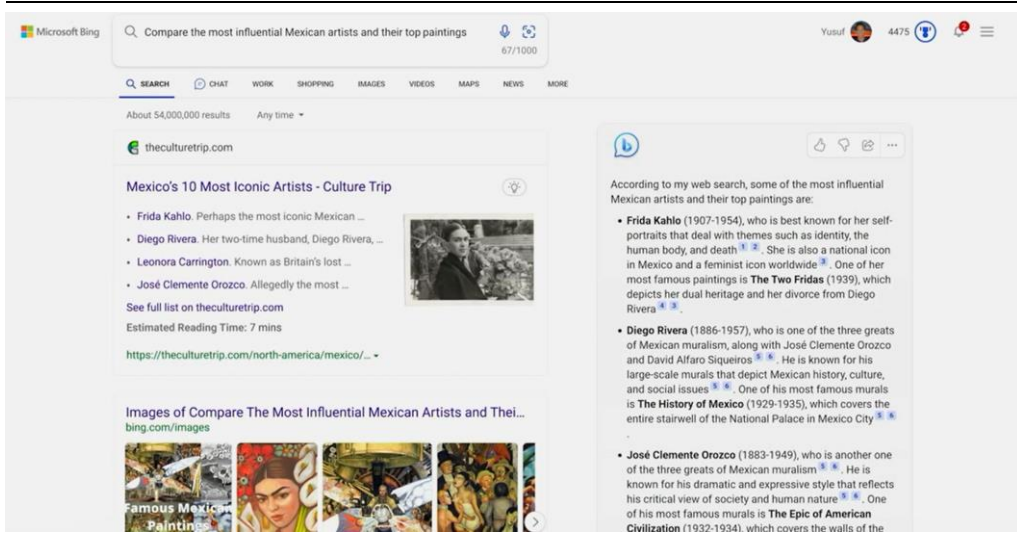 Microsoft Bing
Compare the most influential Mexican artists and their top paintings
67/1000
Yusuf
4475
2
SEARCH
CHAT
WORK
SHOPPING
IMAGES
VIDEOS
MAPS
NEWS
MORE
About 54,000,000 results
Any time
theculturetrip.com
Mexico's 10 Most Iconic Artists - Culture Trip
• Frida Kahlo. Perhaps the most iconic Mexican ...
• Diego Rivera. Her two-time husband, Diego Rivera, ...
• Leonora Carrington. Known as Britain's lost ...
• José Clemente Orozco. Allegedly the most ...
See full list on theculturetrip.com
Estimated Reading Time: 7 mins
https://theculturetrip.com/north-america/mexico/...
Images of Compare The Most Influential Mexican Artists and Thei...
bing.com/images
Famous Mexican
Paintings
b
According to my web search, some of the most influential
Mexican artists and their top paintings are:
• Frida Kahlo (1907-1954), who is best known for her self-
portraits that deal with themes such as identity, the
human body, and death 1 2 . She is also a national icon
in Mexico and a feminist icon worldwide 3 . One of her
most famous paintings is The Two Fridas (1939), which
depicts her dual heritage and her divorce from Diego
Rivera 4 3 .
• Diego Rivera (1886-1957), who is one of the three greats
of Mexican muralism, along with José Clemente Orozco
and David Alfaro Siqueiros 5 6 . He is known for his
large-scale murals that depict Mexican history, culture,
and social issues 5 6 . One of his most famous murals
is The History of Mexico (1929-1935), which covers the
entire stairwell of the National Palace in Mexico City 5 6
.
• José Clemente Orozco (1883-1949), who is another one
of the three greats of Mexican muralism 5 6 . He is
known for his dramatic and expressive style that reflects
his critical view of society and human nature 5 6 . One
of his most famous murals is The Epic of American
Civilization (1932-1934), which covers the walls of the